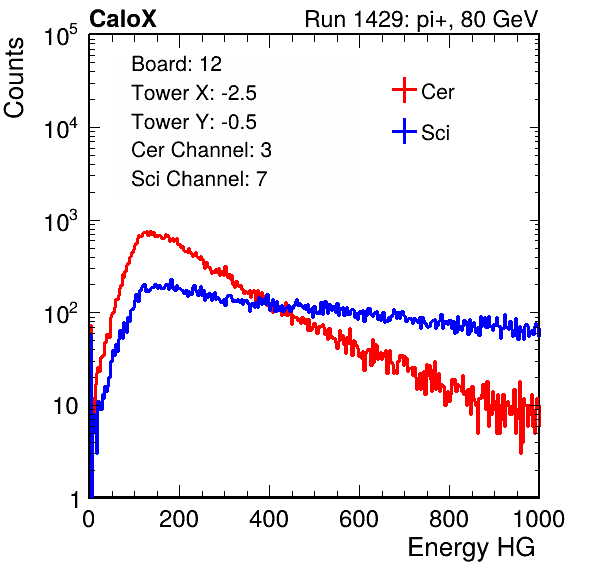 CaloX Run 1429: pi+, 80 GeV
Counts
10^5
10^4
10^3
10^2
10
1
Board: 12
Tower X: -2.5
Tower Y: -0.5
Cer Channel: 3
Sci Channel: 7
Cer
Sci
0 200 400 600 800 1000
Energy HG